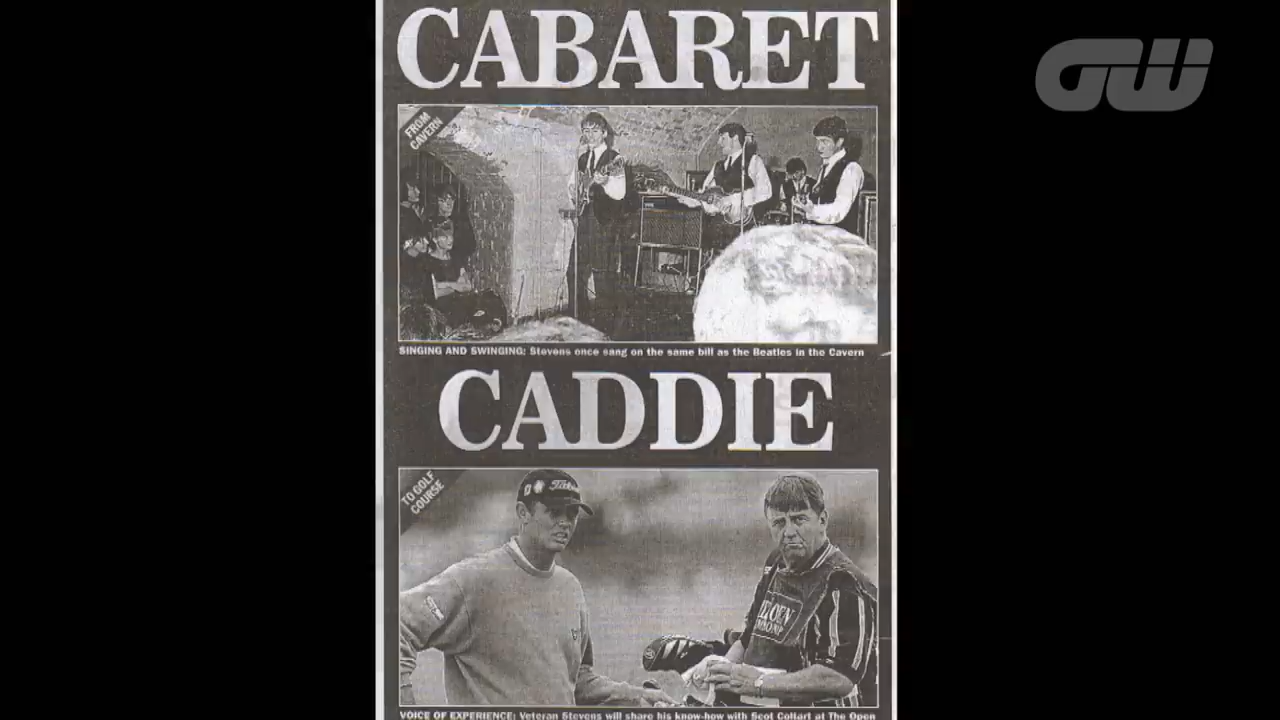 CABARET
GW
FROM
CAVERN
SINGING AND SWINGING: Stevens once sang on the same bill as the Beatles in the Cavern
CADDIE
TO GOLF
COURSE
VOICE OF EXPERIENCE: Veteran Stevens will share his know-how with Scot Coltart at The Open